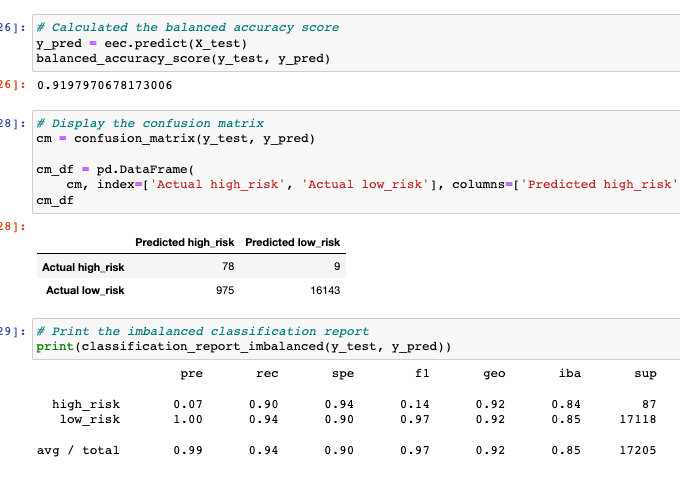 26]: # Calculated the balanced accuracy score
y_pred = eec.predict(X_test)
balanced_accuracy_score(y_test, y_pred)
26]: 0.9197970678173006
28]: # Display the confusion matrix
cm = confusion_matrix(y_test, y_pred)
cm_df = pd.DataFrame(
cm, index=['Actual high_risk', 'Actual low_risk'], columns=['Predicted high_risk'
cm_df
28]:
Predicted high_risk Predicted low_risk
Actual high_risk 78 9
Actual low_risk 975 16143
29]: # Print the imbalanced classification report
print(classification_report_imbalanced(y_test, y_pred))
pre rec spe f1 geo iba sup
high_risk 0.07 0.90 0.94 0.14 0.92 0.84 87
low_risk 1.00 0.94 0.90 0.97 0.92 0.85 17118
avg / total 0.99 0.94 0.90 0.97 0.92 0.85 17205